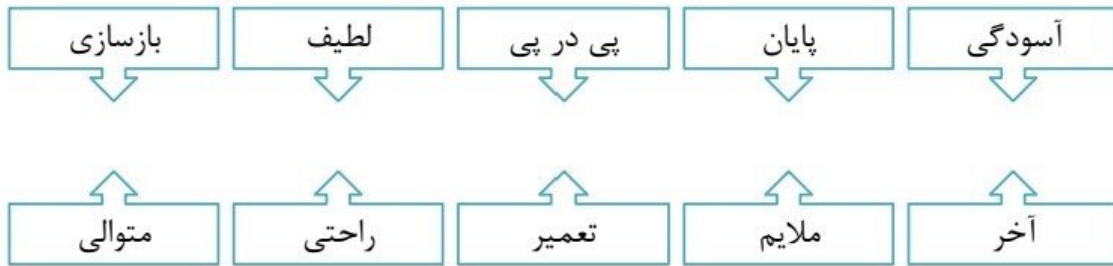 آسودگی پایان پی در پی لطیف بازسازی
آخر ملایم تعمیر راحتی متوالی